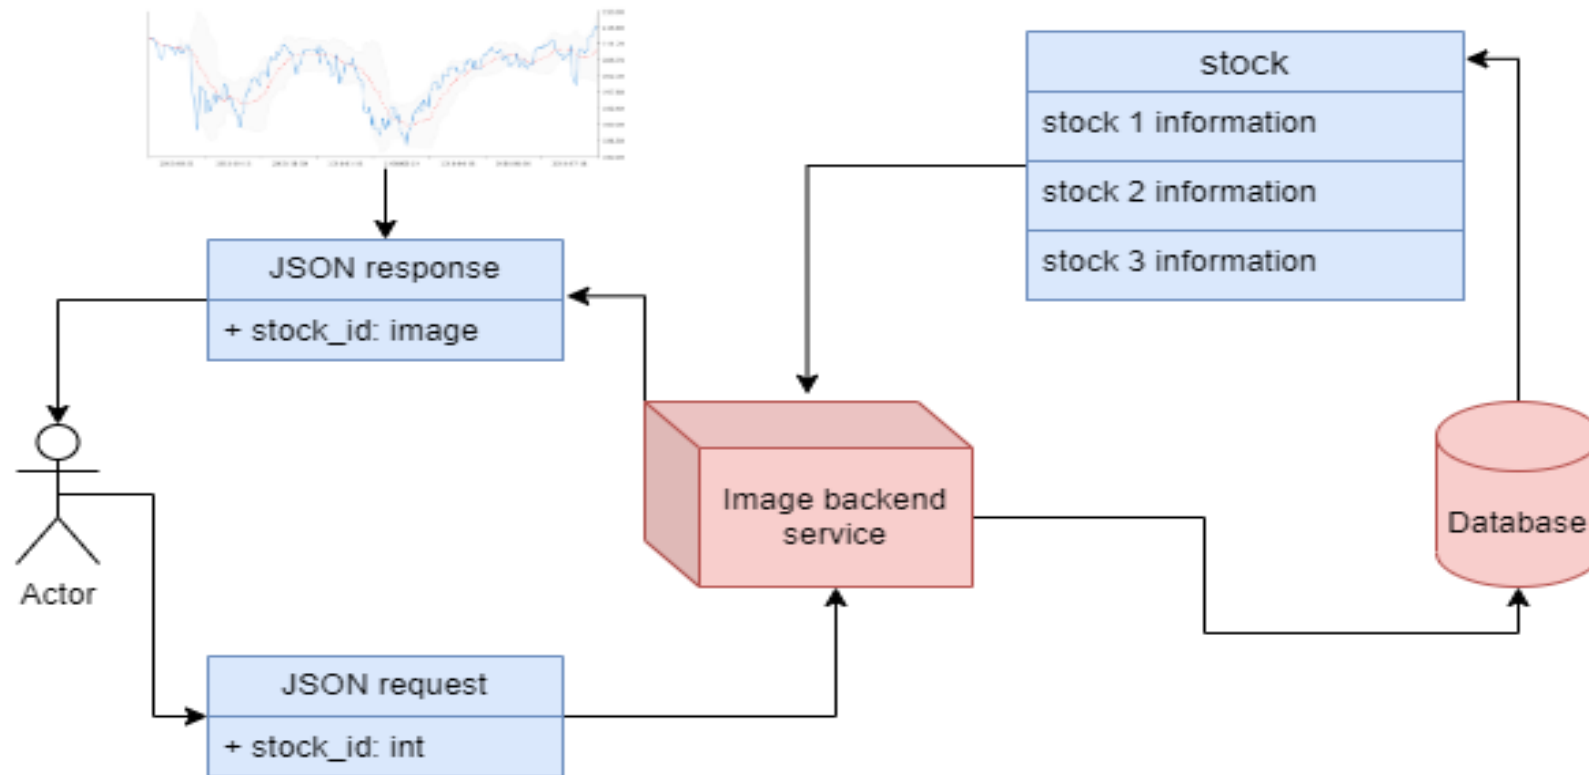 stock
stock 1 information
stock 2 information
stock 3 information
JSON response
+ stock_id: image
Image backend
service
Database
Actor
JSON request
+ stock_id: int